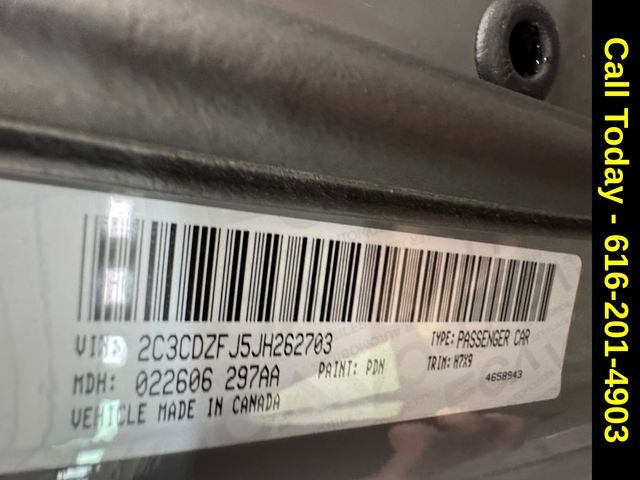 VIN: 2C3CDZFJ5JH262703
TYPE: PASSENGER CAR
MDH: 022606 297AA
PAINT: PDN
TRIM: H7X9
VEHICLE MADE IN CANADA
4658943
Call Today - 616-201-4903